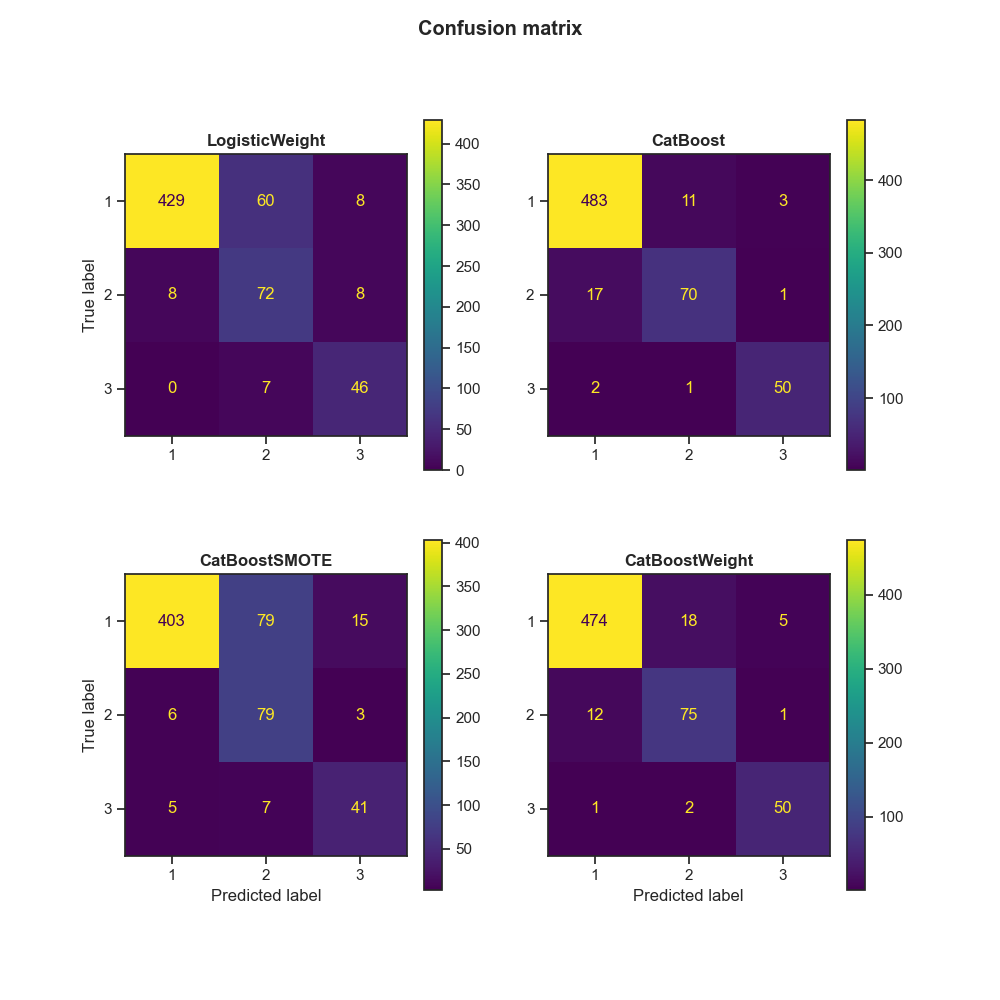 Confusion matrix
LogisticWeight
True label
1
2
3
429 60 8
8 72 8
0 7 46
1 2 3
400
350
300
250
200
150
100
50
0
CatBoost
1
2
3
483 11 3
17 70 1
2 1 50
1 2 3
400
300
200
100
CatBoostSMOTE
True label
1
2
3
403 79 15
6 79 3
5 7 41
1 2 3
Predicted label
400
350
300
250
200
150
100
50
CatBoostWeight
1
2
3
474 18 5
12 75 1
1 2 50
1 2 3
Predicted label
400
300
200
100